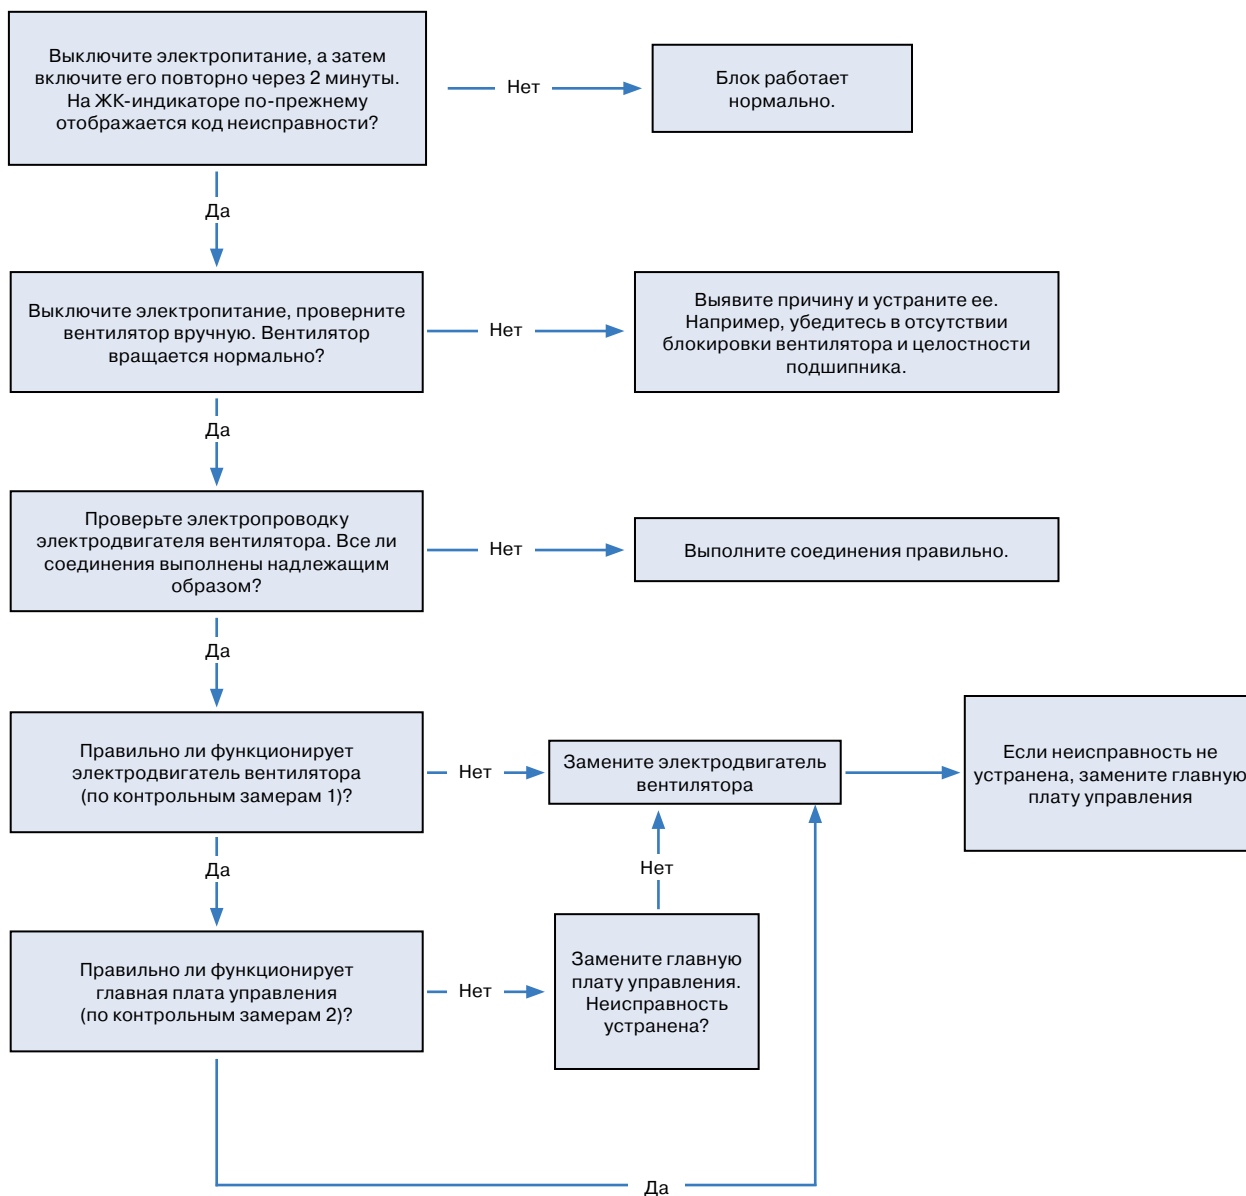 Выключите электропитание, а затем
включите его повторно через 2 минуты.
На ЖК-индикаторе по-прежнему
отображается код неисправности?
Нет
Блок работает
нормально.
Да
Выключите электропитание, проверните
вентилятор вручную. Вентилятор
вращается нормально?
Нет
Выявите причину и устраните ее.
Например, убедитесь в отсутствии
блокировки вентилятора и целостности
подшипника.
Да
Проверьте электропроводку
электродвигателя вентилятора. Все ли
соединения выполнены надлежащим
образом?
Нет
Выполните соединения правильно.
Да
Правильно ли функционирует
электродвигатель вентилятора
(по контрольным замерам 1)?
Нет
Замените электродвигатель
вентилятора
Если неисправность не
устранена, замените главную
плату управления
Да
Нет
Правильно ли функционирует
главная плата управления
(по контрольным замерам 2)?
Нет
Замените главную
плату управления.
Неисправность
устранена?
Да